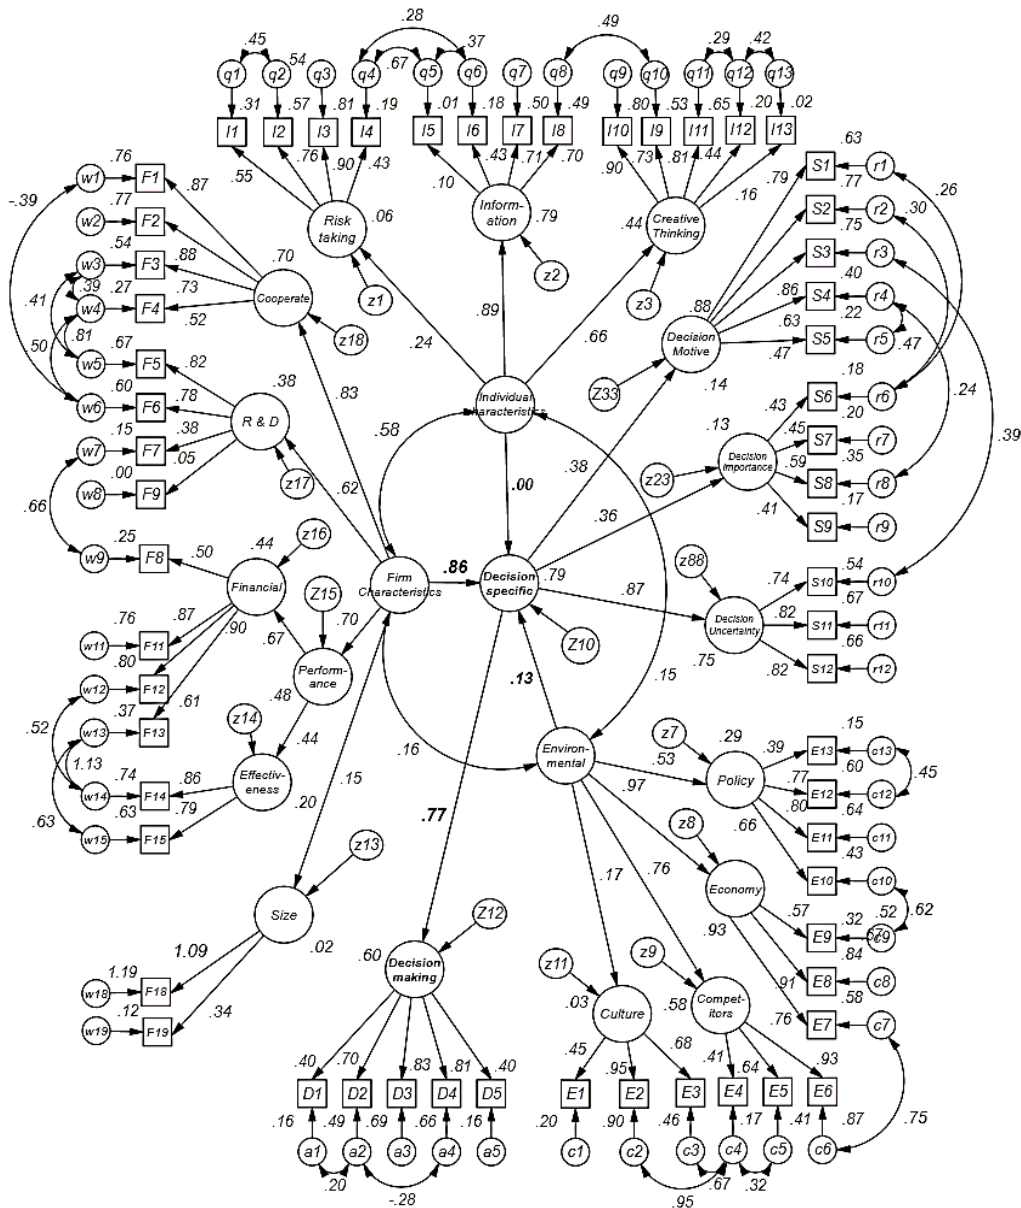 .28
.45 .54 .67 .37 .49 .29 .42
q1 q2 q3 q4 q5 q6 q7 q8 q9 q10 q11 q12 q13
.31 .57 .81 .19 .01 .18 .50 .49 .80 .53 .65 .20 .02
I1 I2 I3 I4 I5 I6 I7 I8 I10 I9 I11 I12 I13
.55 .76 .90 .43 .10 .43 .71 .70 .90 .73 .81 .44 .16
Risk
taking
.06
z1
Inform-
ation
.79
z2
Creative
Thinking
.44
z3
.24 .89 .66
Individual
characteristics
-.39 .41 .39 .81 .50 .66
w1 .76 F1 .87
w2 .77 F2
w3 .54 F3 .88
w4 .27 F4 .73
.52
w5 .67 F5 .82
w6 .60 F6 .78
w7 .15 F7 .38
w8 .00 F9 .05
w9 .25 F8 .50
.70
Cooperate
z18
.83
.38
R & D
z17
.62
.58
.00
.44
Financial
z16
.87 .90 .61
w11 .76 F11
w12 .80 F12
w13 .37 F13
w14 .74 F14 .86
w15 .63 F15 .79
.52 1.13 .63
Z15
.67
Perform-
ance
.48
.70
z14
.44
Effectiv-
eness
.20
.15
z13
Size
.02
1.09
.34
w18 1.19 F18
w19 .12 F19
Firm
Characteristics
.86
.16
Decision
specific
.79
Z10
.13
.77
.38 .36 .87
.15
.88
Decision
Motive
Z33
.14
.79 .86 .63 .47
S1 .63 r1
S2 .77 r2
S3 .75 r3
S4 .40 r4
S5 .22 r5
.26 .30 .47 .24 .39
.13
Decision
Importance
z23
.43 .45 .59 .41
S6 .18 r6
S7 .20 r7
S8 .35 r8
S9 .17 r9
z88
Decision
Uncertainty
.75
.74 .82 .82
S10 .54 r10
S11 .67 r11
S12 .66 r12
Environ-
mental
.53 .97 .76 .17
z7
.29
Policy
.39 .77 .80 .66
E13 .15 c13
E12 .60 c12
E11 .64 c11
E10 .43 c10
.45
z8
Economy
.57 .91 .93
E9 .32 c9
E8 .84 c8
E7 .58 c7
.52 .62
.76
.75
z11
.03
Culture
.45 .95 .68
z9
.58
Compet-
itors
.41 .64 .93
E1 E2 E3 E4 E5 E6
.20 .90 .46 .17 .41 .87
c1 c2 c3 c4 c5 c6
.67 .32
.95
Z12
.60
Decision
making
.40 .70 .83 .81 .40
D1 D2 D3 D4 D5
.16 .49 .69 .66 .16
a1 a2 a3 a4 a5
.20 -.28